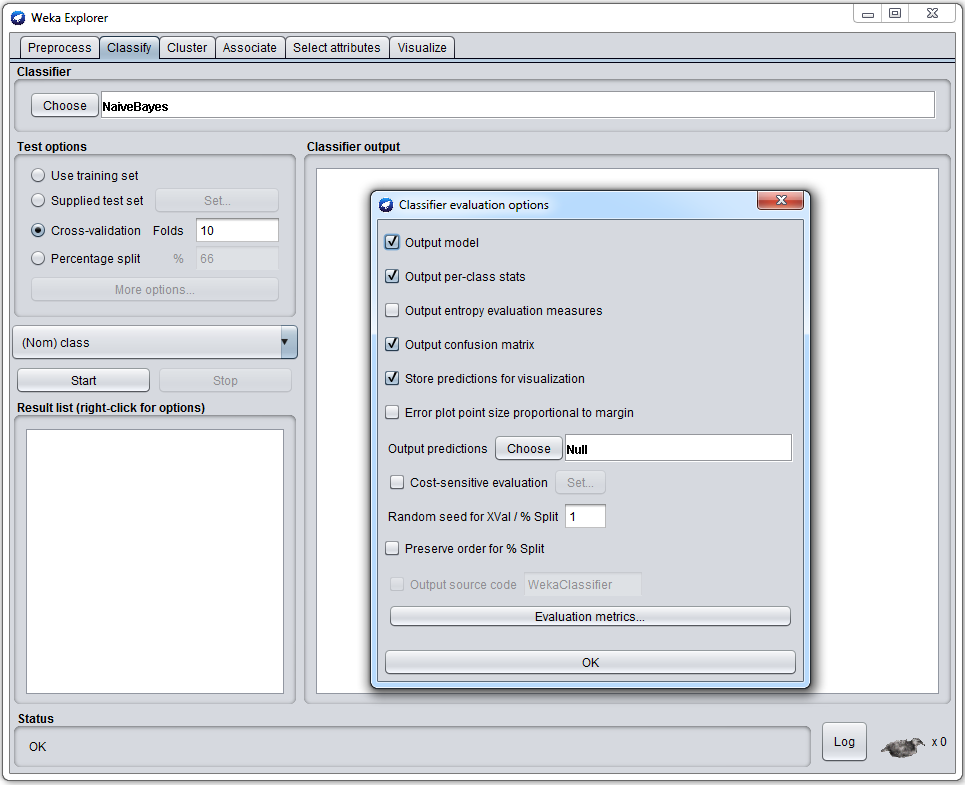 Weka Explorer
Preprocess Classify Cluster Associate Select attributes Visualize
Classifier
Choose NaiveBayes
Test options
Use training set
Supplied test set Set...
Cross-validation Folds 10
Percentage split % 66
More options...
(Nom) class
Start Stop
Result list (right-click for options)
Classifier output
Classifier evaluation options
Output model
Output per-class stats
Output entropy evaluation measures
Output confusion matrix
Store predictions for visualization
Error plot point size proportional to margin
Output predictions Choose Null
Cost-sensitive evaluation Set...
Random seed for XVal / % Split 1
Preserve order for % Split
Output source code WekaClassifier
Evaluation metrics...
OK
Status
OK
Log x 0